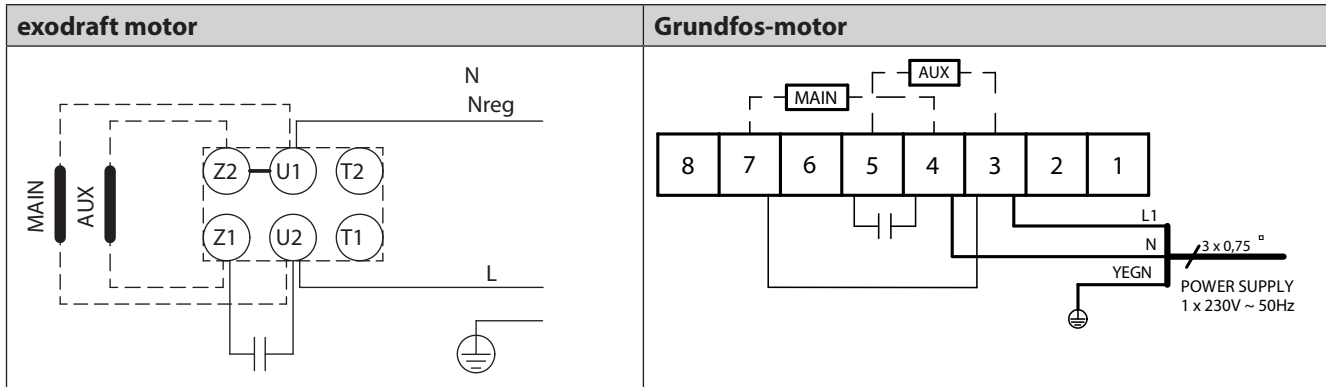 exodraft motor
N
Nreg
MAIN
AUX
Z2
U1
T2
Z1
U2
T1
L
Grundfos-motor
AUX
MAIN
8 7 6 5 4 3 2 1
L1
N
3 x 0,75 □
YEGN
POWER SUPPLY
1 x 230V ~ 50Hz